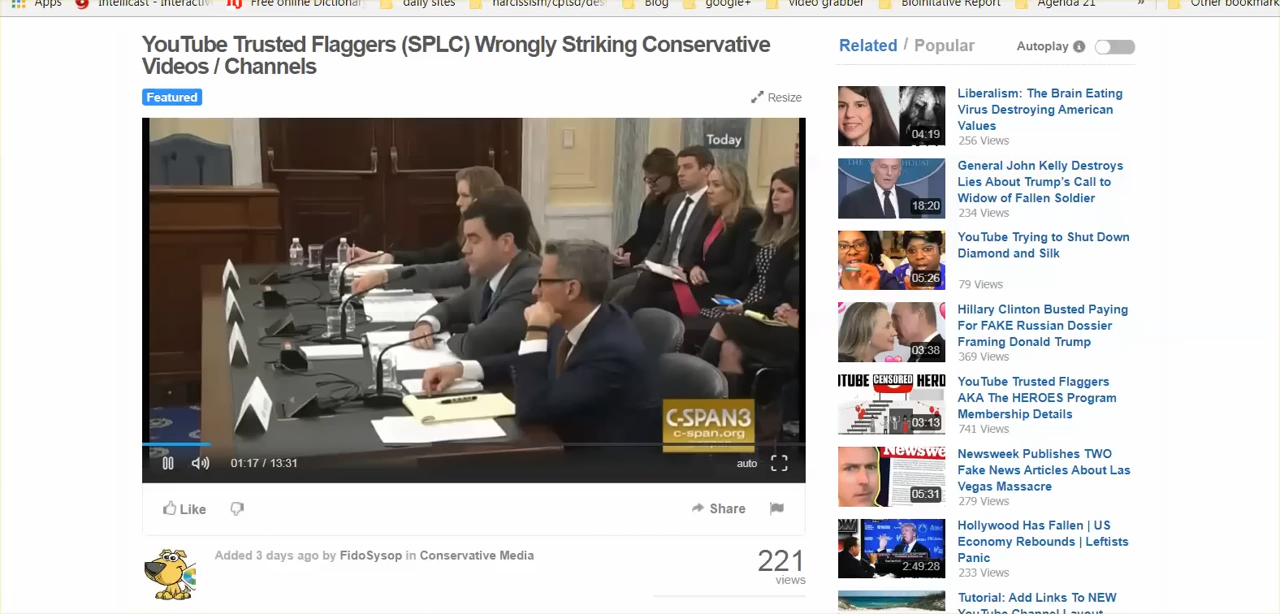 Apps
Intellicast - Interactiv
Free online Dictionar
daily sites
narcissism/cptsd/des
Blog
google+
video grabber
BioInitiative Report
Agenda 21
»
Other bookmark
YouTube Trusted Flaggers (SPLC) Wrongly Striking Conservative
Videos / Channels
Featured
Resize
Today
C-SPAN3
c-span.org
01:17 / 13:31
auto
Like
Share
Added 3 days ago by FidoSysop in Conservative Media
221
views
Related / Popular
Autoplay
04:19
Liberalism: The Brain Eating
Virus Destroying American
Values
256 Views
18:20
General John Kelly Destroys
Lies About Trump's Call to
Widow of Fallen Soldier
234 Views
05:26
YouTube Trying to Shut Down
Diamond and Silk
79 Views
03:38
Hillary Clinton Busted Paying
For FAKE Russian Dossier
Framing Donald Trump
369 Views
TUBE CENSORED HERO
03:13
YouTube Trusted Flaggers
AKA The HEROES Program
Membership Details
741 Views
Newswe
05:31
Newsweek Publishes TWO
Fake News Articles About Las
Vegas Massacre
279 Views
2:49:28
Hollywood Has Fallen | US
Economy Rebounds | Leftists
Panic
233 Views
Tutorial: Add Links To NEW
YouTube Channel Layout